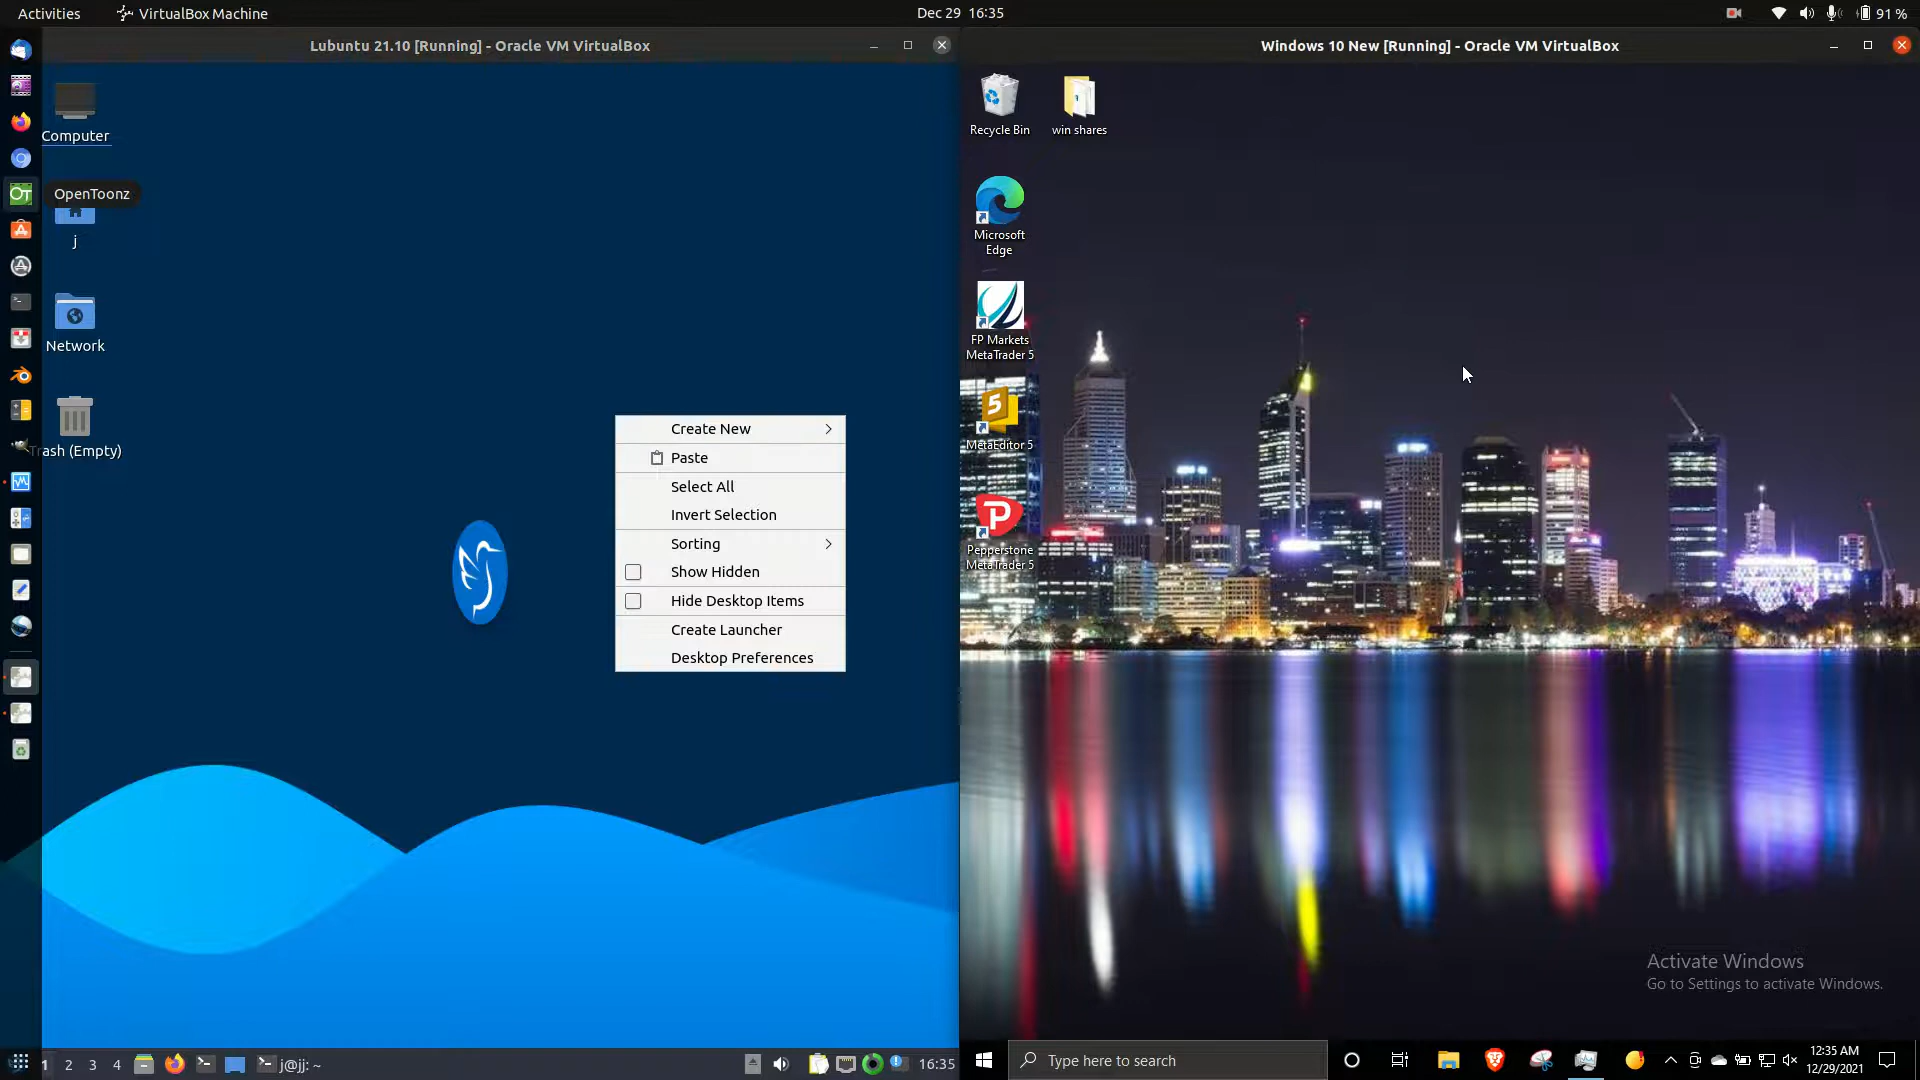 Activities
VirtualBox Machine
Dec 29 16:35
91 %
Lubuntu 21.10 [Running] - Oracle VM VirtualBox
Computer
OpenToonz
j
Network
Trash (Empty)
Create New
Paste
Select All
Invert Selection
Sorting
Show Hidden
Hide Desktop Items
Create Launcher
Desktop Preferences
1 2 3 4
j@jj: ~
16:35
Windows 10 New [Running] - Oracle VM VirtualBox
Recycle Bin
win shares
Microsoft
Edge
FP Markets
MetaTrader 5
5
MetaEditor 5
P
Pepperstone
MetaTrader 5
Activate Windows
Go to Settings to activate Windows.
Type here to search
12:35 AM
12/29/2021
OT